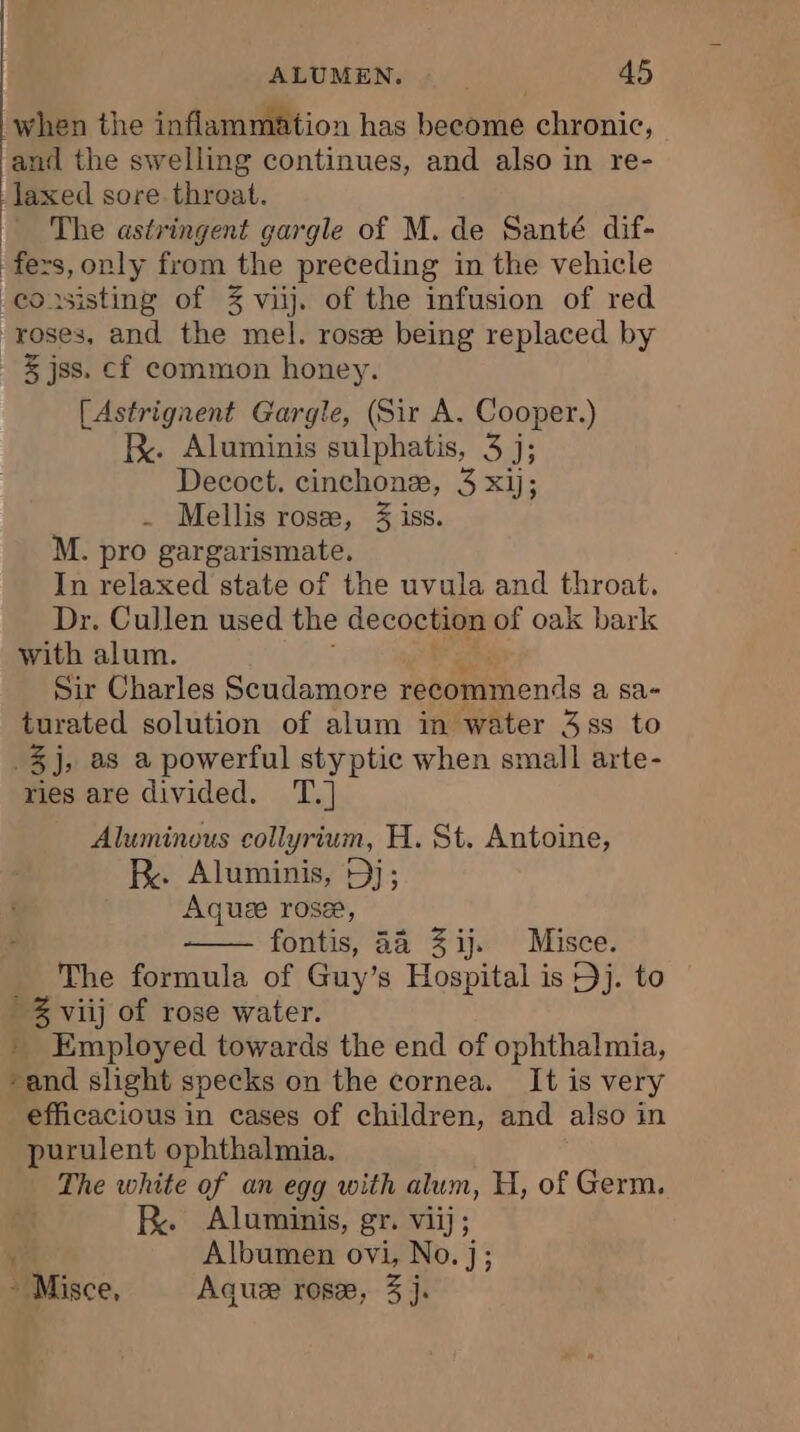 ALUMEN. 45
when the inflammation has become chronic,
and the swelling continues, and also in re-
laxed sore throat.
The astringent gargle of M. de Santé dif-
fers, only from the preceding in the vehicle
consisting of ℥ viij. of the infusion of red
roses, and the mel. rosæ being replaced by
℥ jss. cf common honey.
[Astrignent Gargle, (Sir A. Cooper.)
℞. Aluminis sulphatis, ʒ j;
Decoct. cinchonæ, ʒ xij;
Mellis rosæ, ℥ iss.
M. pro gargarismate.
In relaxed state of the uvula and throat.
Dr. Cullen used the decoction of oak bark
with alum.
Sir Charles Scudamore recommends a sa-
turated solution of alum in water ʒss to
℥j, as a powerful styptic when small arte-
ries are divided. T.]
Aluminous collyrium, H. St. Antoine,
℞. Aluminis, ℈j;
Aquæ rosæ,
—— fontis, āā ℥ij. Misce.
The formula of Guy's Hospital is ℈j. to
℥ viij of rose water.
Employed towards the end of ophthalmia,
and slight specks on the cornea. It is very
efficacious in cases of children, and also in
purulent ophthalmia.
The white of an egg with alum, H, of Germ.
℞. Aluminis, gr. viij;
Albumen ovi, No. j;
Misce, Aquæ rosæ, ℥ j.